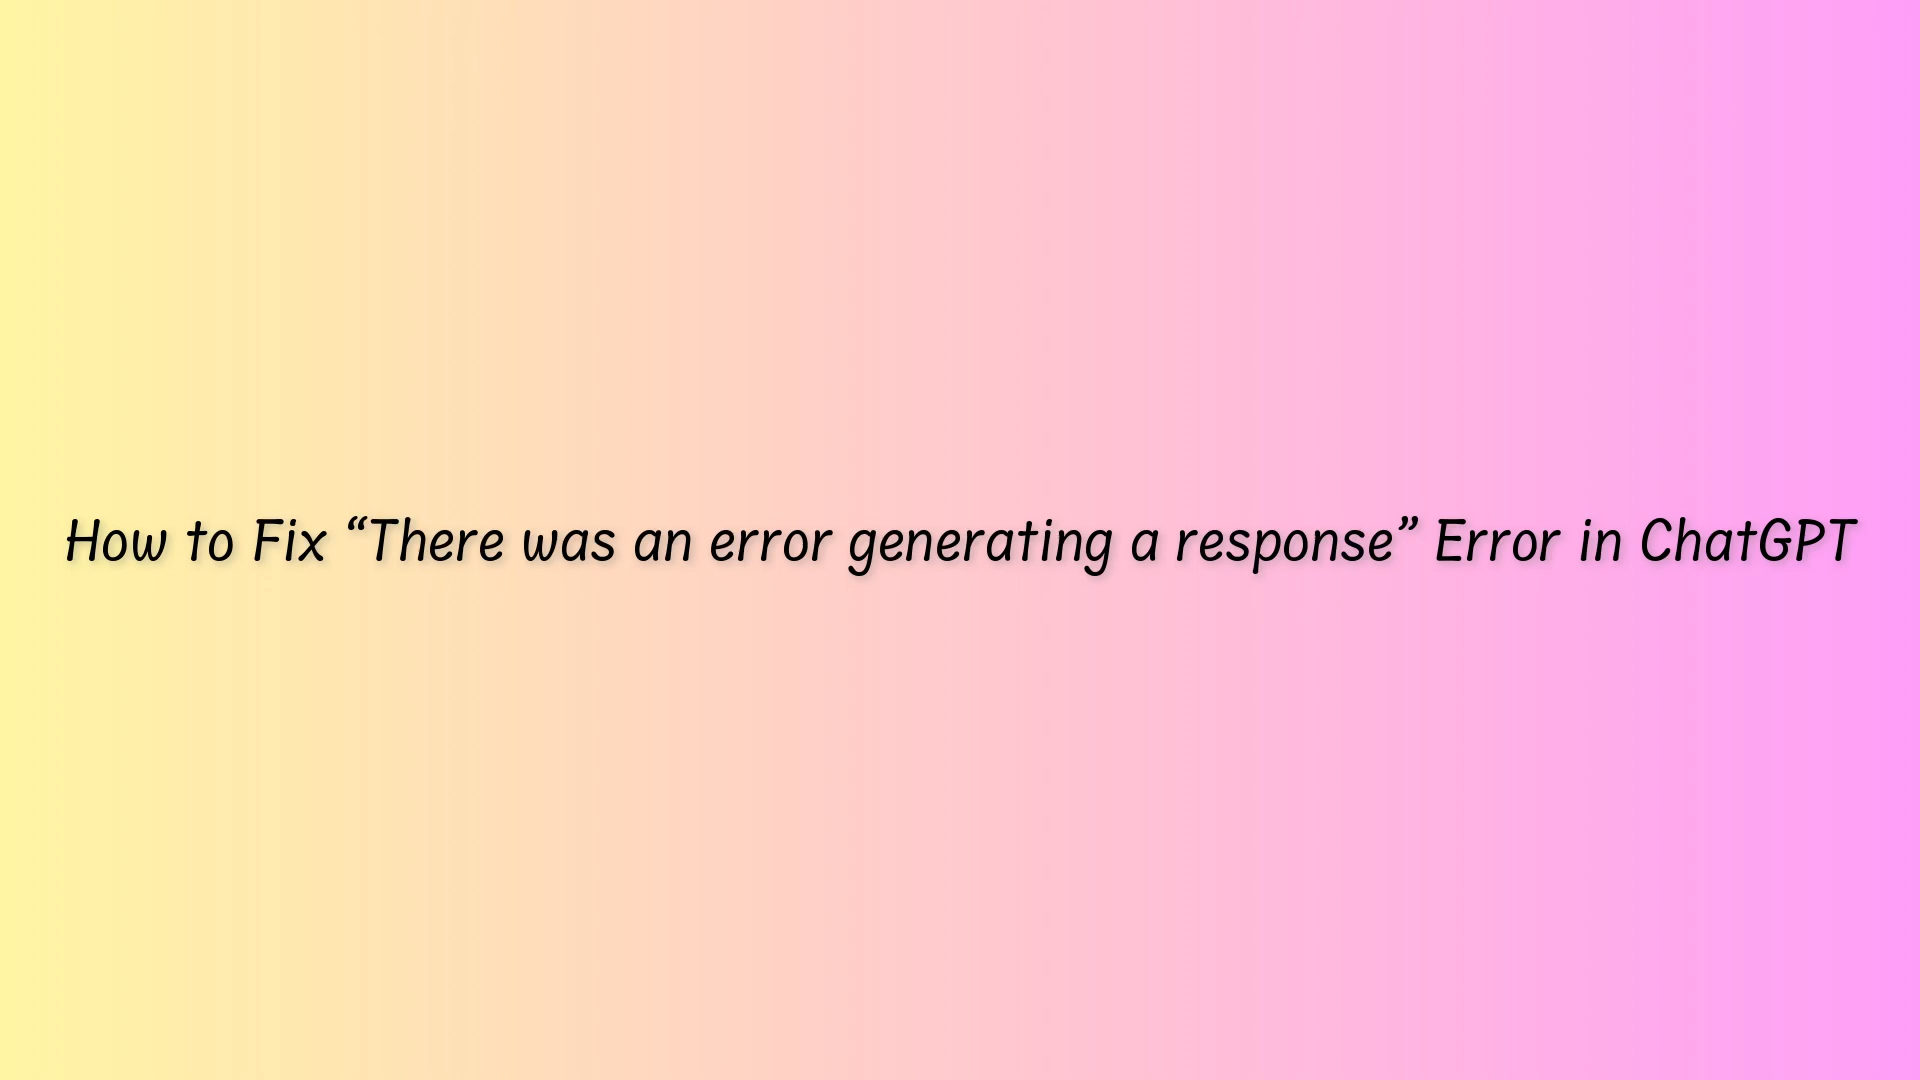 How to Fix “There was an error generating a response” Error in ChatGPT